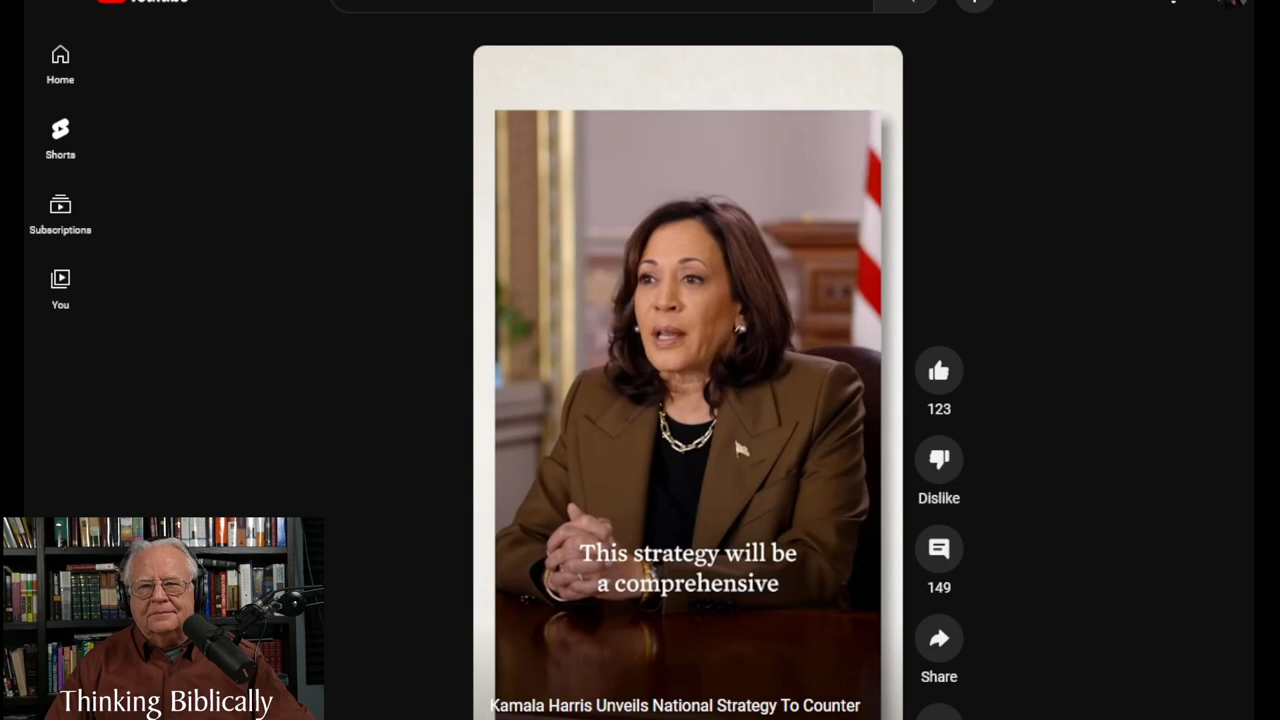 Home
Shorts
Subscriptions
You
123
Dislike
149
Share
This strategy will be
a comprehensive
Kamala Harris Unveils National Strategy To Counter
Thinking Biblically